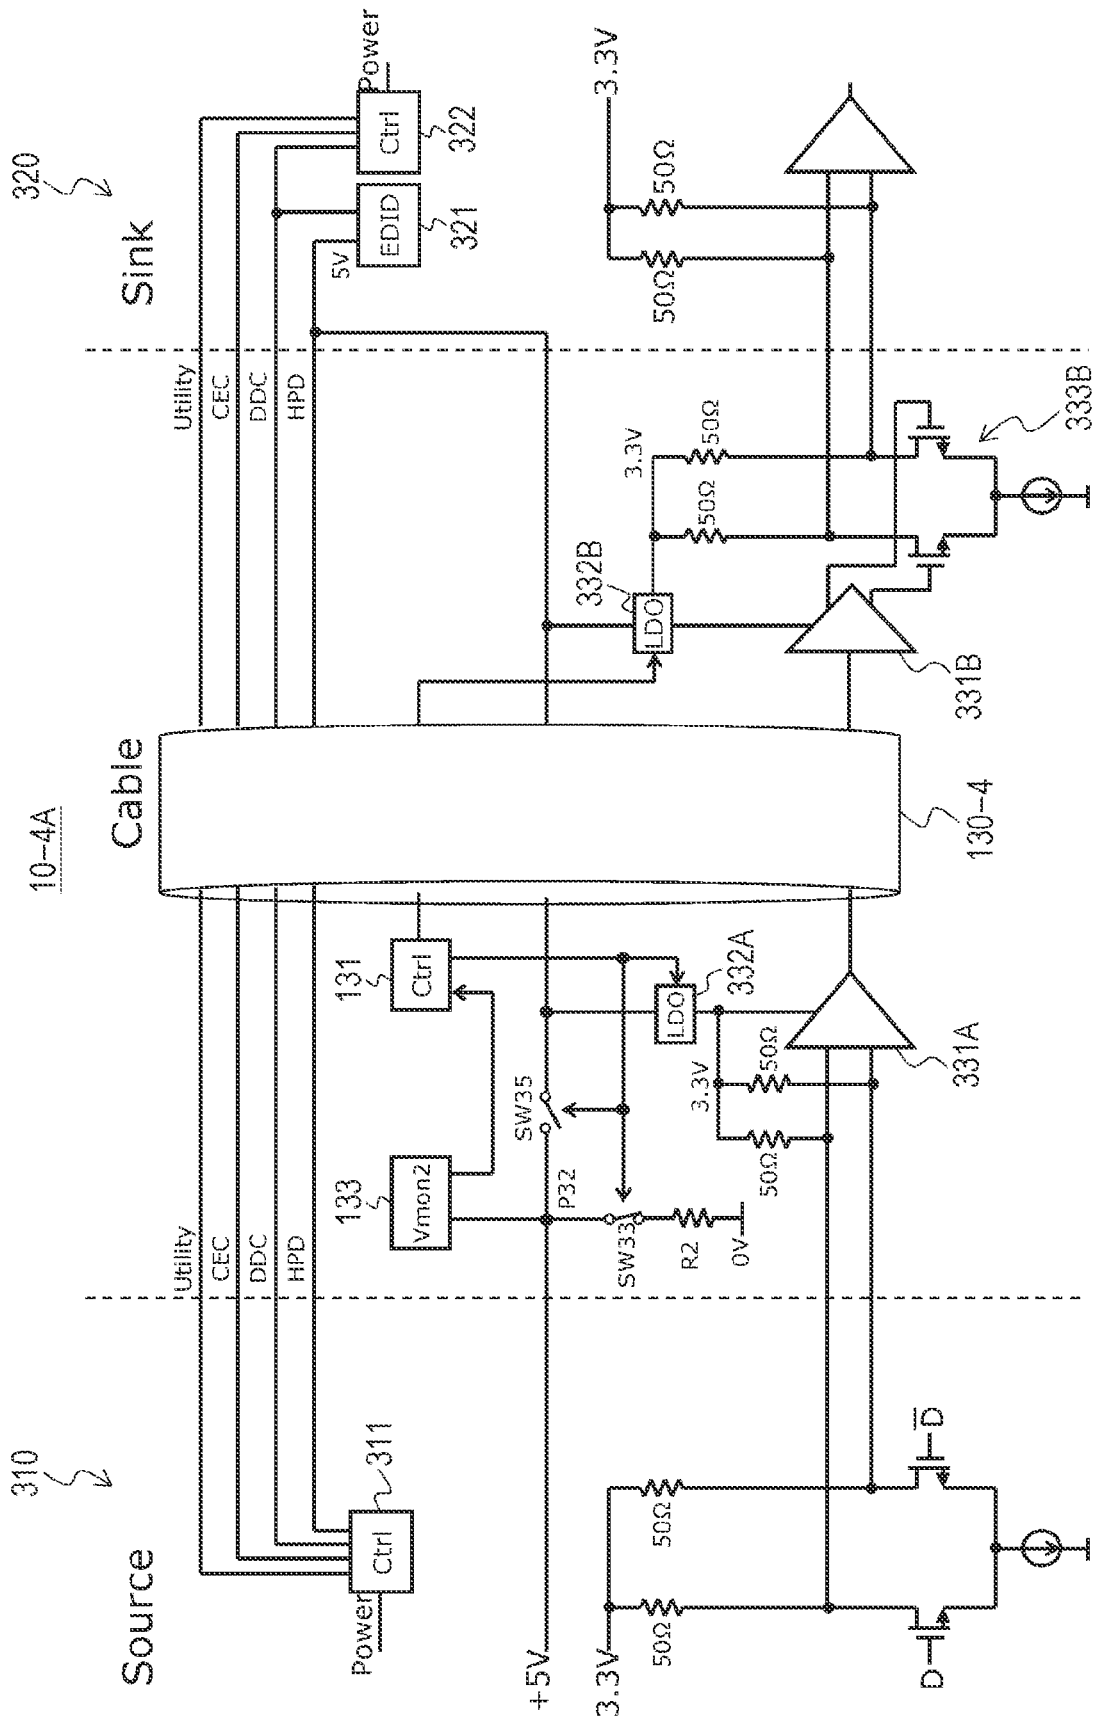 10-4A
310
320
Source
Cable
Sink
Utility
CEC
DDC
HPD
Utility
CEC
DDC
HPD
Power
Ctrl
311
Vmon2
133
Ctrl
131
5V
EDID
321
Ctrl
322
Power
+5V
P32
SW35
SW33
R2
0V
LDO
332A
3.3V
50Ω
50Ω
331A
LDO
332B
3.3V
50Ω
50Ω
331B
333B
130-4
3.3V
50Ω
50Ω
D
D̅
3.3V
50Ω
50Ω